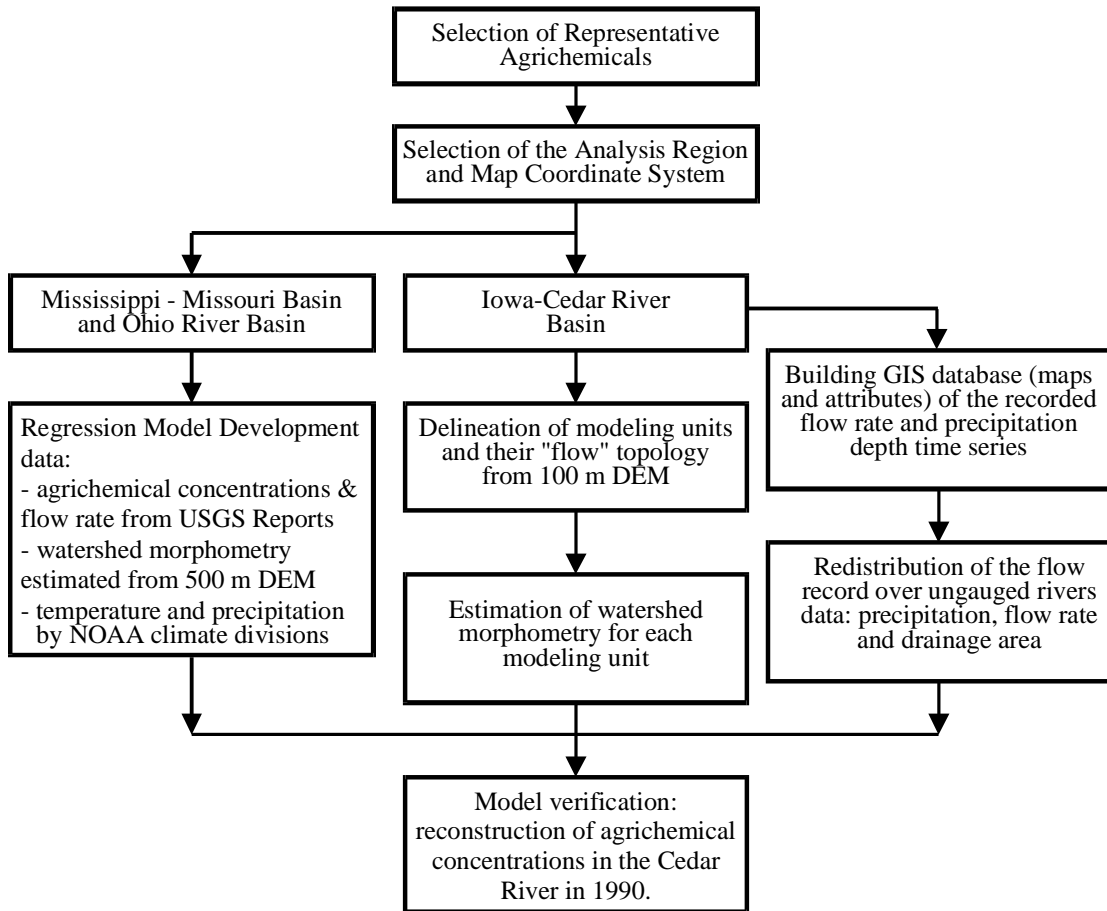 Selection of Representative
Agrichemicals
Selection of the Analysis Region
and Map Coordinate System
Mississippi - Missouri Basin
and Ohio River Basin
Iowa-Cedar River
Basin
Building GIS database (maps
and attributes) of the recorded
flow rate and precipitation
depth time series
Regression Model Development
data:
- agrichemical concentrations &
flow rate from USGS Reports
- watershed morphometry
estimated from 500 m DEM
- temperature and precipitation
by NOAA climate divisions
Delineation of modeling units
and their "flow" topology
from 100 m DEM
Redistribution of the flow
record over ungauged rivers
data: precipitation, flow rate
and drainage area
Estimation of watershed
morphometry for each
modeling unit
Model verification:
reconstruction of agrichemical
concentrations in the Cedar
River in 1990.